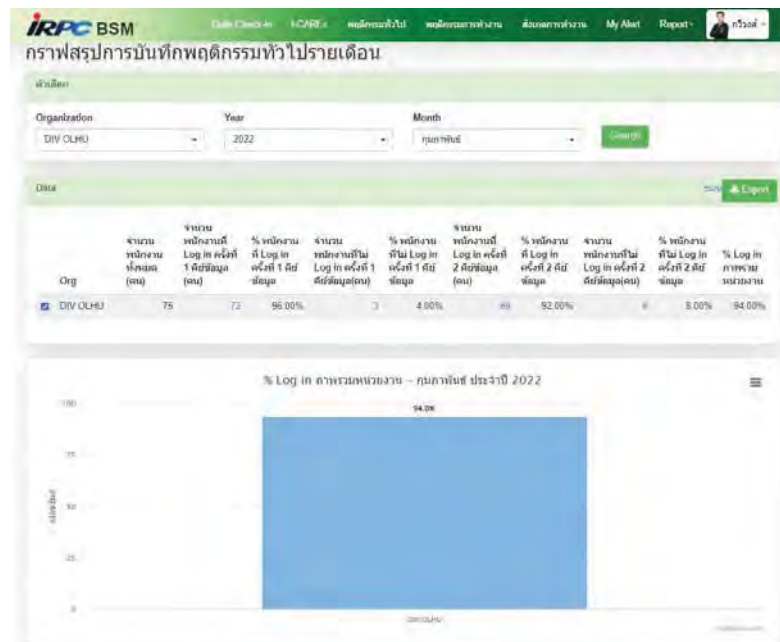 IRPC BSM
Date Check-in I-CARE พฤติกรรมทั่วไป พฤติกรรมการทำงาน สังเกตการทำงาน My Alert Report
กราฟสรุปการบันทึกพฤติกรรมทั่วไปรายเดือน
ตัวเลือก
Organization Year Month
DIV OLHU 2022 กุมภาพันธ์ Search
Data Export
Org
จำนวน
พนักงาน
ทั้งหมด
(คน)
จำนวน
พนักงานที่
Log in ครั้งที่
1 คีย์ข้อมูล
(คน)
% พนักงาน
ที่ Log in
ครั้งที่ 1 คีย์
ข้อมูล
จำนวน
พนักงานที่ไม่
Log in ครั้งที่ 1
คีย์ข้อมูล(คน)
% พนักงาน
ที่ไม่ Log in
ครั้งที่ 1 คีย์
ข้อมูล
จำนวน
พนักงานที่
Log in ครั้งที่
2 คีย์ข้อมูล
(คน)
% พนักงาน
ที่ Log in
ครั้งที่ 2 คีย์
ข้อมูล
จำนวน
พนักงานที่ไม่
Log in ครั้งที่ 2
คีย์ข้อมูล(คน)
% พนักงาน
ที่ไม่ Log in
ครั้งที่ 2 คีย์
ข้อมูล
% Log in
ภาพรวม
หน่วยงาน
DIV OLHU 75 72 96.00% 3 4.00% 69 92.00% 6 8.00% 94.00%
% Log in ภาพรวมหน่วยงาน - กุมภาพันธ์ ประจำปี 2022
94.0%
100
75
50
25
0
เปอร์เซ็นต์
DIV OLHU